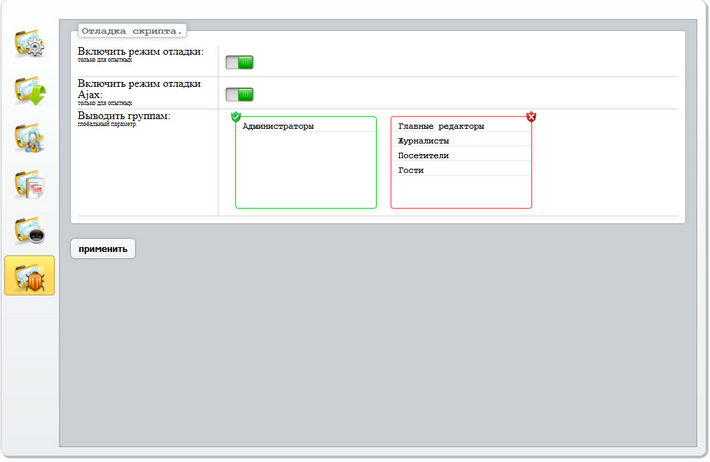 Отладка скрипта.
Включить режим отладки:
только для опытных
Включить режим отладки
Ajax:
только для опытных
Выводить группам:
глобальный параметр
Администраторы
Главные редакторы
Журналисты
Посетители
Гости
применить